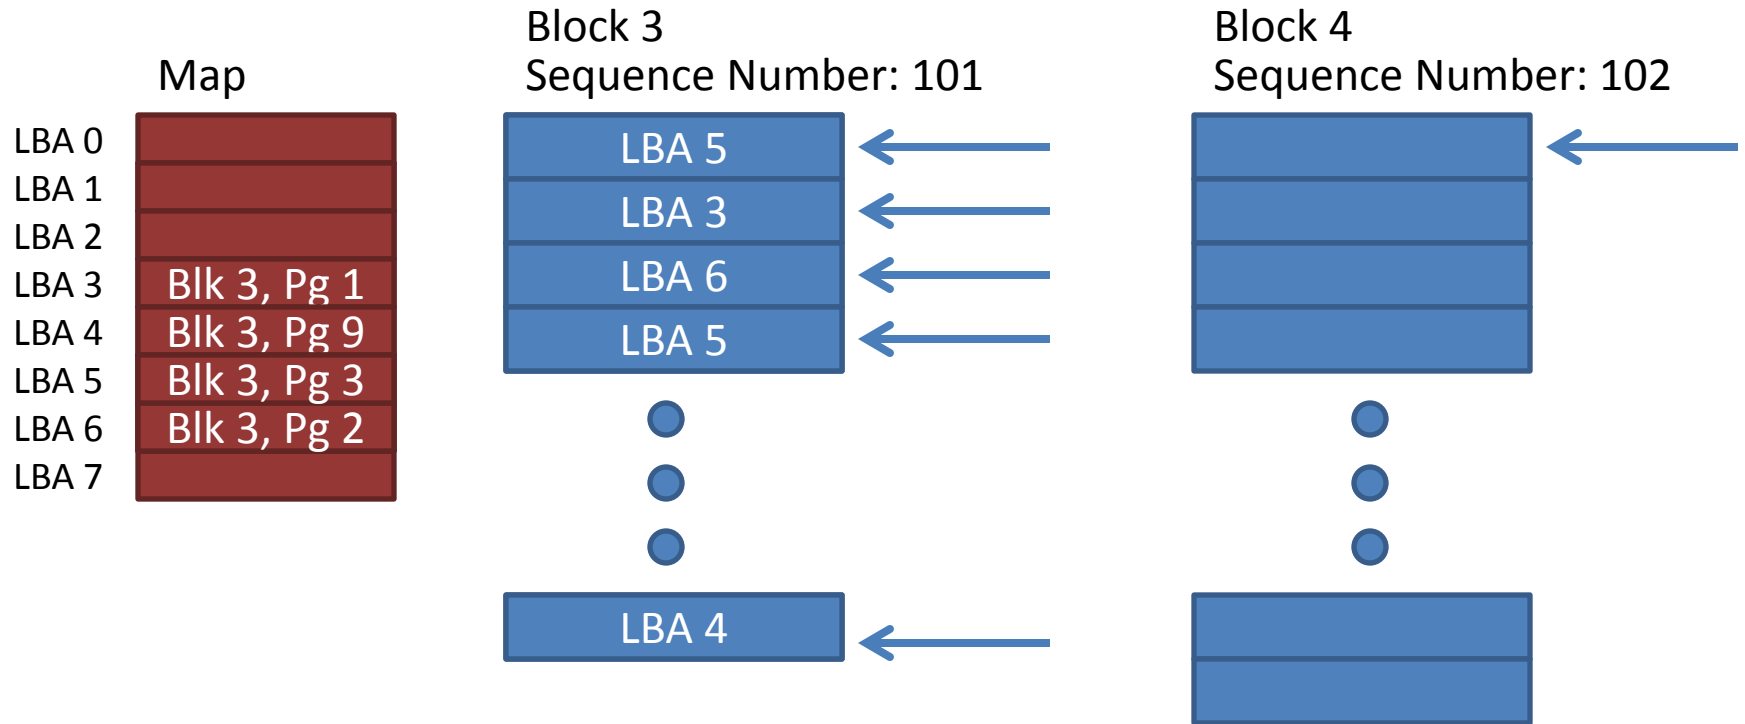 Map
LBA 0
LBA 1
LBA 2
LBA 3 Blk 3, Pg 1
LBA 4 Blk 3, Pg 9
LBA 5 Blk 3, Pg 3
LBA 6 Blk 3, Pg 2
LBA 7
Block 3
Sequence Number: 101
LBA 5
LBA 3
LBA 6
LBA 5
LBA 4
Block 4
Sequence Number: 102